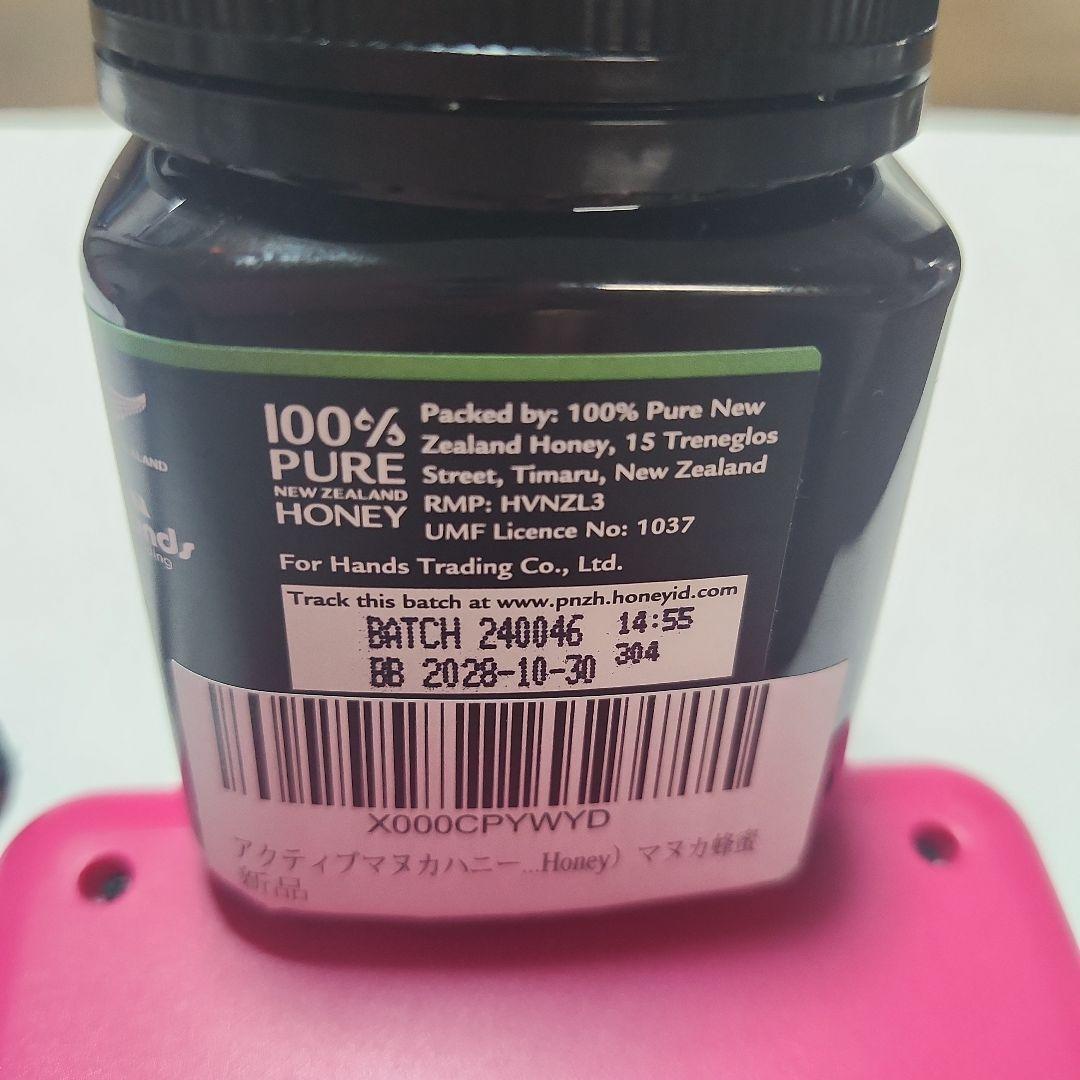 100% PURE
NEW ZEALAND
HONEY
Packed by: 100% Pure New
Zealand Honey, 15 Treneglos
Street, Timaru, New Zealand
RMP: HVNZL3
UMF Licence No: 1037
For Hands Trading Co., Ltd.
Track this batch at www.pnzh.honeyid.com
BATCH 240046 14:55
BB 2028-10-30 304
X000CPYWYD
アクティブマヌカハニー...Honey）マヌカ蜂蜜
新品